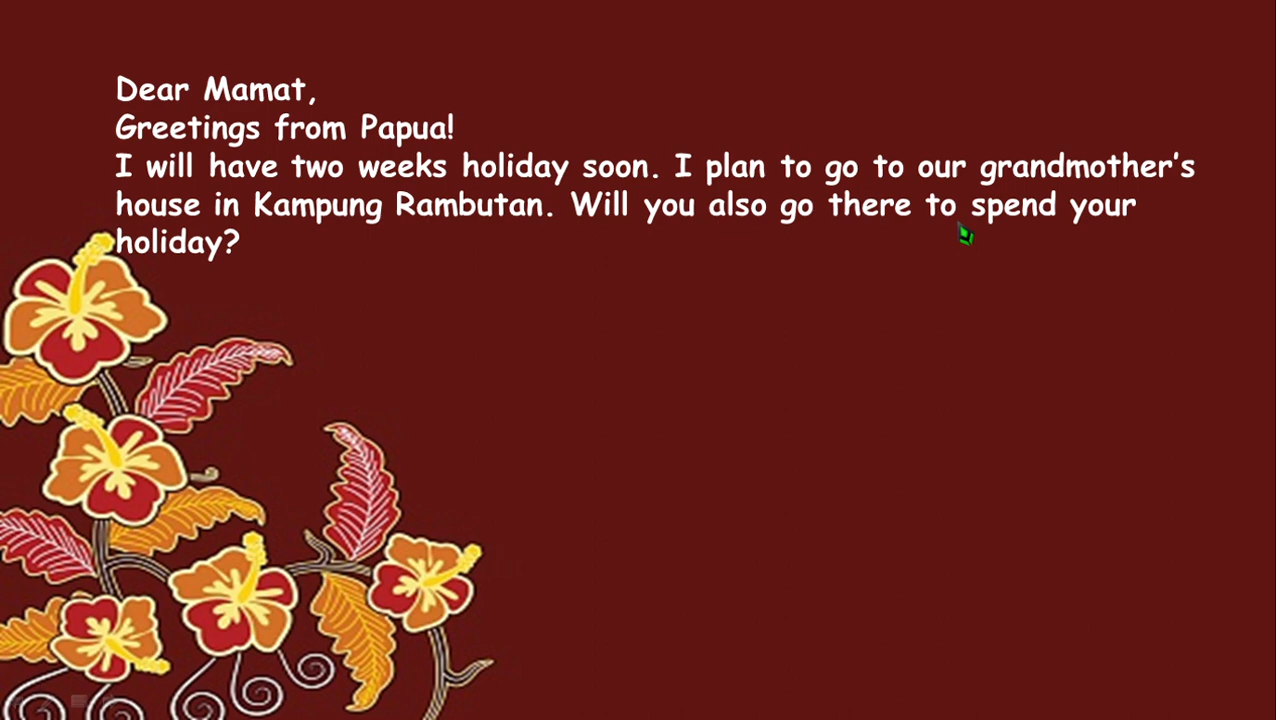 Dear Mamat,
Greetings from Papua!
I will have two weeks holiday soon. I plan to go to our grandmother's
house in Kampung Rambutan. Will you also go there to spend your
holiday?